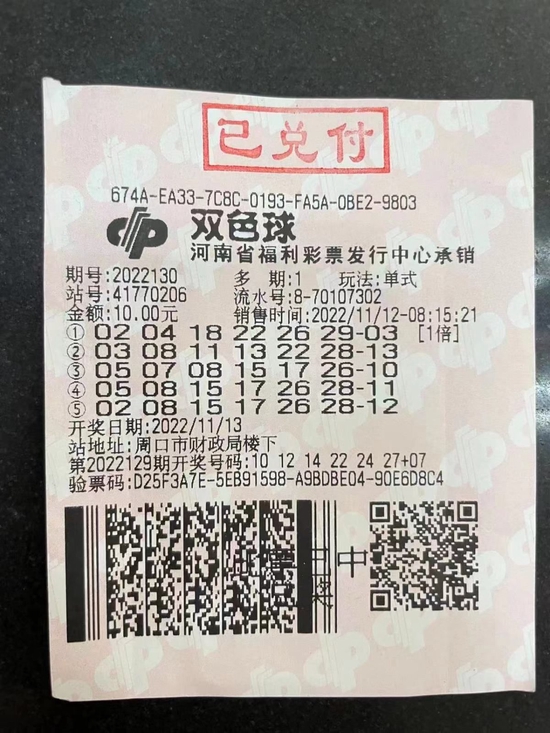 已兑付
674A-EA33-7C8C-0193-FA5A-0BE2-9803
双色球
河南省福利彩票发行中心承销
期号:2022130 多 期:1 玩法:单式
站号:41770206 流水号:8-70107302
金额:10.00元 销售时间:2022/11/12-08:15:21
① 02 04 18 22 26 29-03 [1倍]
② 03 08 11 13 22 28-13
③ 05 07 08 15 17 26-10
④ 05 08 15 17 26 28-11
⑤ 02 08 15 17 26 28-12
开奖日期:2022/11/13
站地址:周口市财政局楼下
第2022129期开奖号码:10 12 14 22 24 27+07
验票码:D25F3A7E-5EB91598-A9BDBE04-90E6D8C4